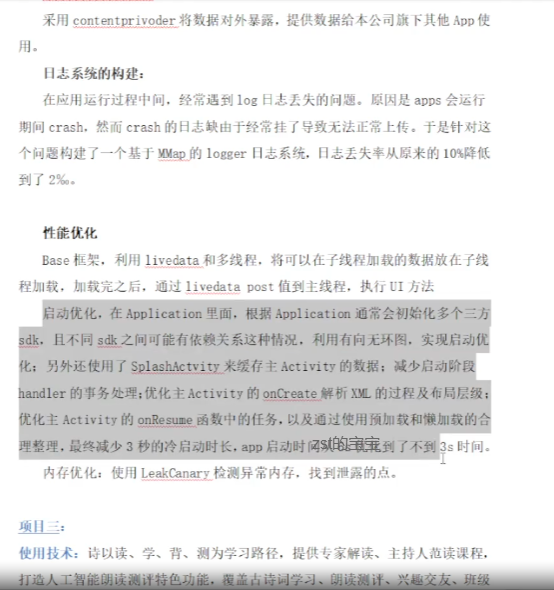 采用 contentprivoder 将数据对外暴露，提供数据给本公司旗下其他 App 使
用。
日志系统的构建：
在应用运行过程中间，经常遇到 log 日志丢失的问题。原因是 apps 会运行
期间 crash，然而 crash 的日志缺由于经常挂了导致无法正常上传。于是针对这
个问题构建了一个基于 MMap 的 logger 日志系统，日志丢失率从原来的 10%降低
到了 2‰。
性能优化
Base 框架，利用 livedata 和多线程，将可以在子线程加载的数据放在子线
程加载，加载完之后，通过 livedata post 值到主线程，执行 UI 方法
启动优化，在 Application 里面，根据 Application 通常会初始化多个三方
sdk，且不同 sdk 之间可能有依赖关系这种情况，利用有向无环图，实现启动优
化；另外还使用了 SplashActvity 来缓存主 Activity 的数据；减少启动阶段
handler 的事务处理；优化主 Activity 的 onCreate 解析 XML 的过程及布局层级；
优化主 Activity 的 onResume 函数中的任务，以及通过使用预加载和懒加载的合
理整理，最终减少 3 秒的冷启动时长，app 启动时间 优化到了不到 3s 时间。
zst的宝宝
内存优化：使用 LeakCanary 检测异常内存，找到泄露的点。
项目三：
使用技术：诗以读、学、背、测为学习路径，提供专家解读、主持人范读课程，
打造人工智能朗读测评特色功能，覆盖古诗词学习、朗读测评、兴趣交友、班级